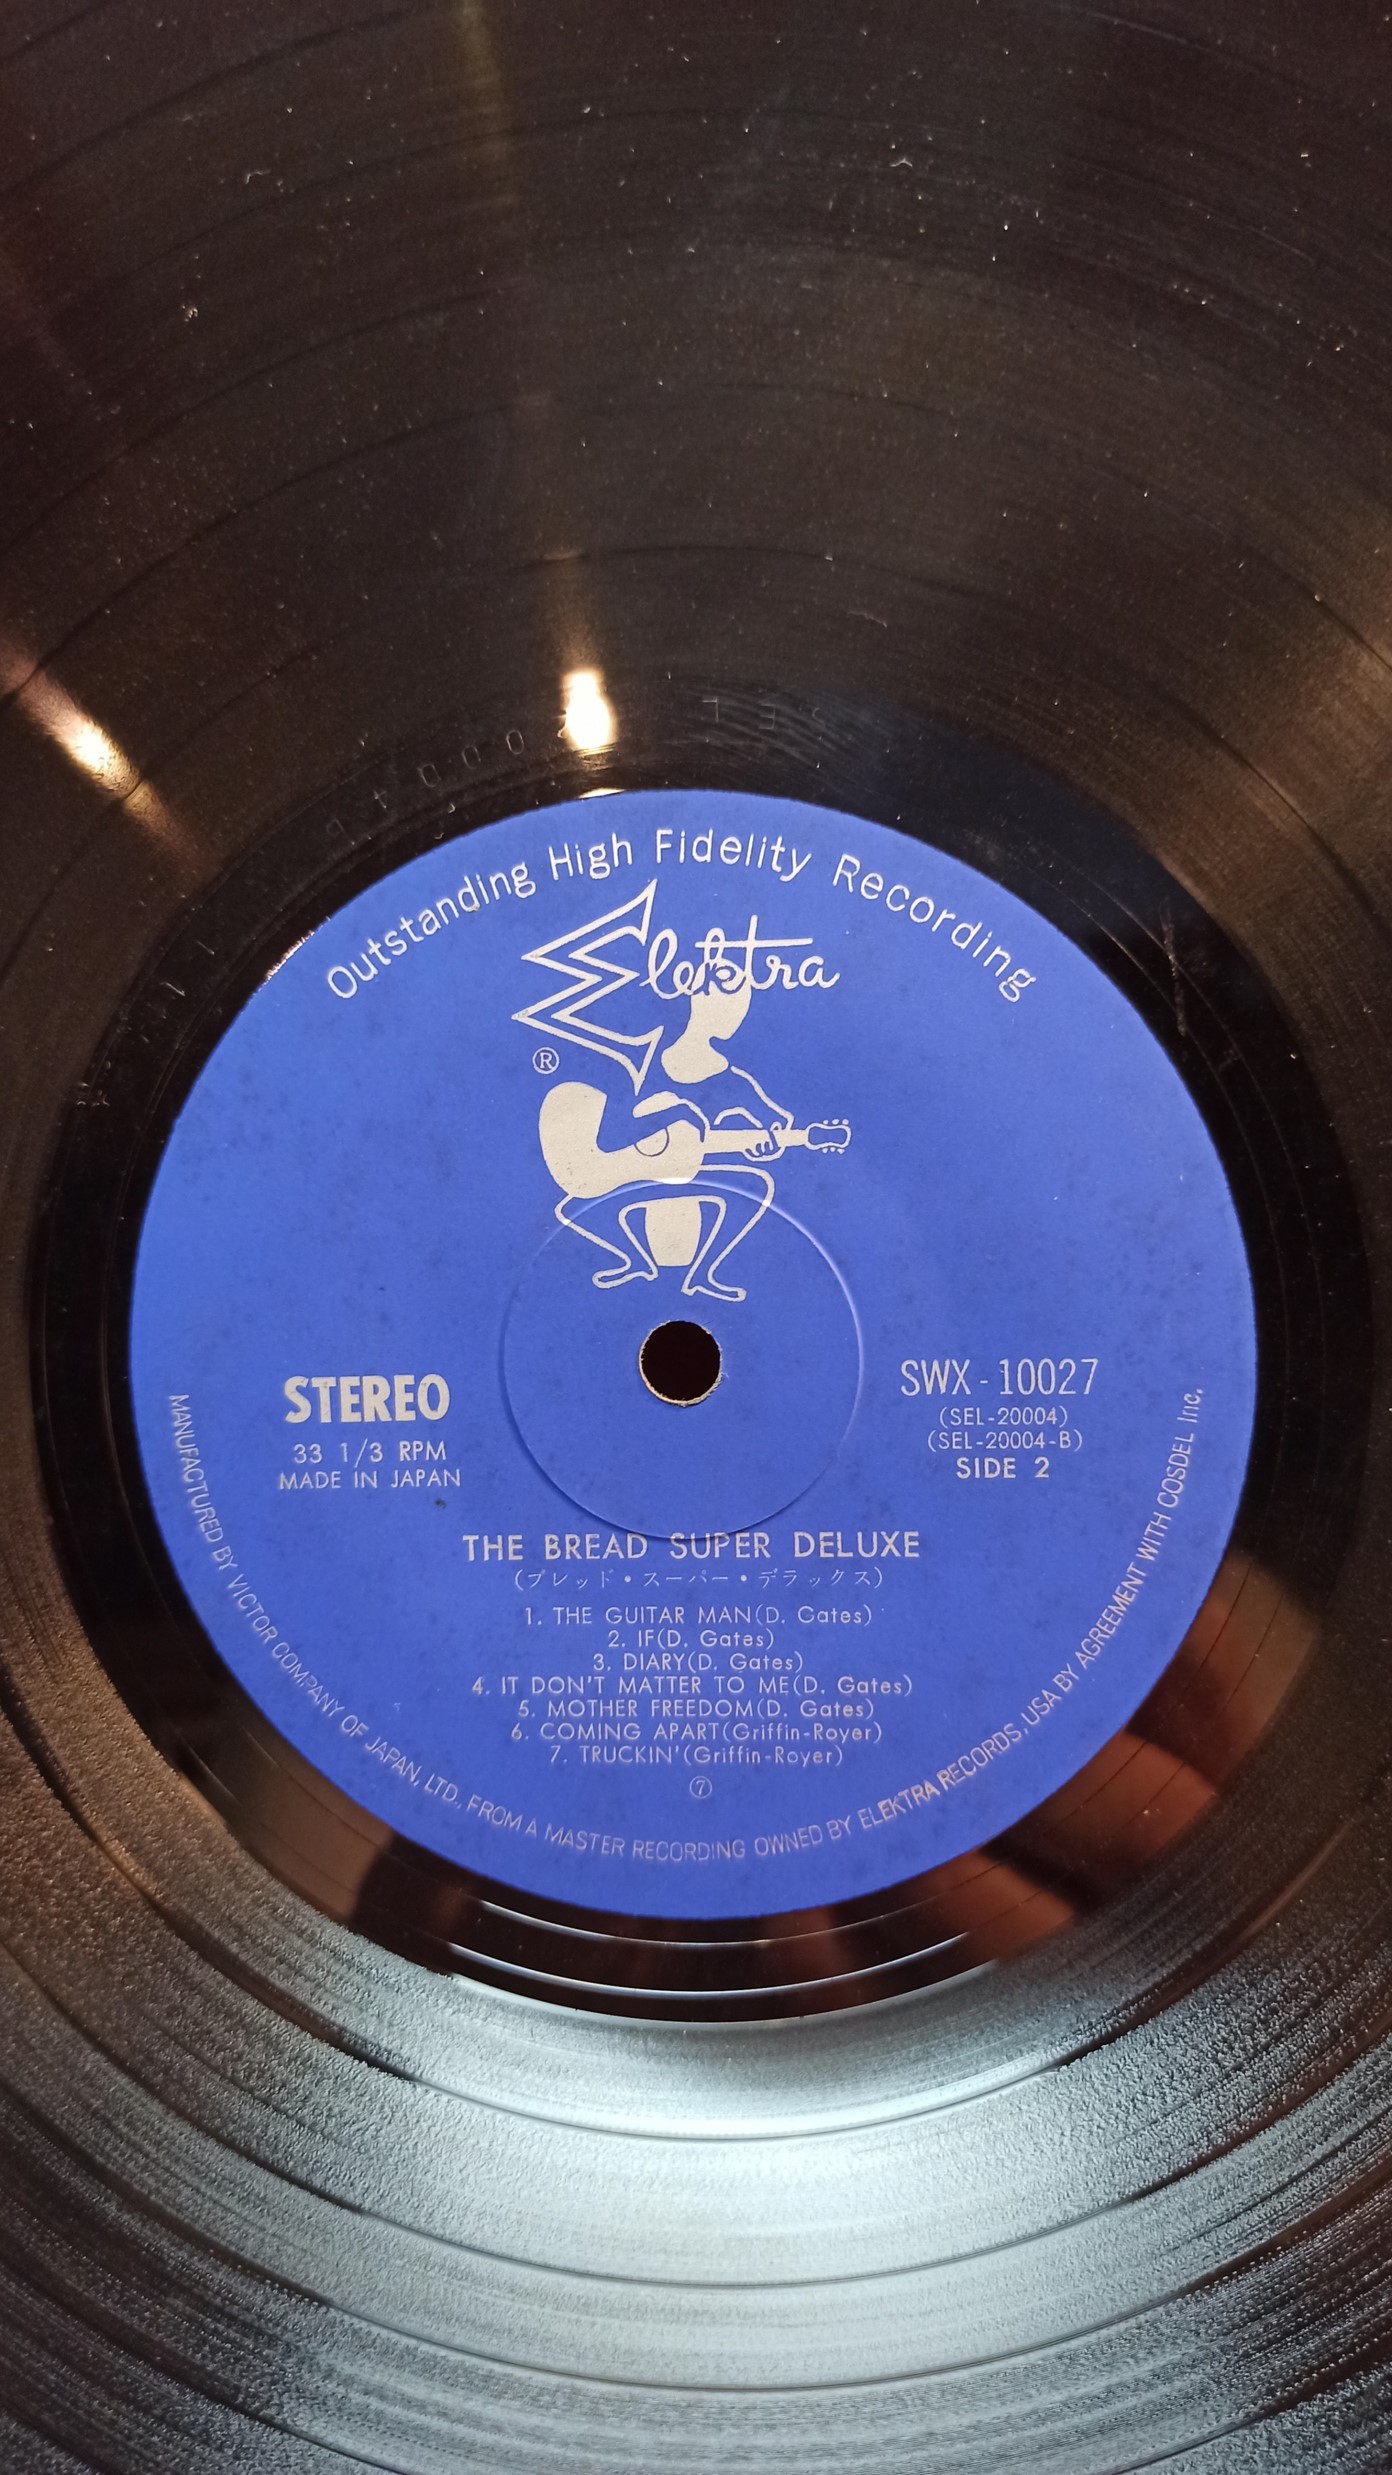 Outstanding High Fidelity Recording
Elektra
®
STEREO
33 1/3 RPM
MADE IN JAPAN
SWX-10027
(SEL-20004)
(SEL-20004-B)
SIDE 2
THE BREAD SUPER DELUXE
(ブレッド・スーパー・デラックス)
1. THE GUITAR MAN(D. Gates)
2. IF(D. Gates)
3. DIARY(D. Gates)
4. IT DON'T MATTER TO ME(D. Gates)
5. MOTHER FREEDOM(D. Gates)
6. COMING APART(Griffin-Royer)
7. TRUCKIN'(Griffin-Royer)
⑦
MANUFACTURED BY VICTOR COMPANY OF JAPAN, LTD., FROM A MASTER RECORDING OWNED BY ELEKTRA RECORDS, USA BY AGREEMENT WITH COSDEL Inc.